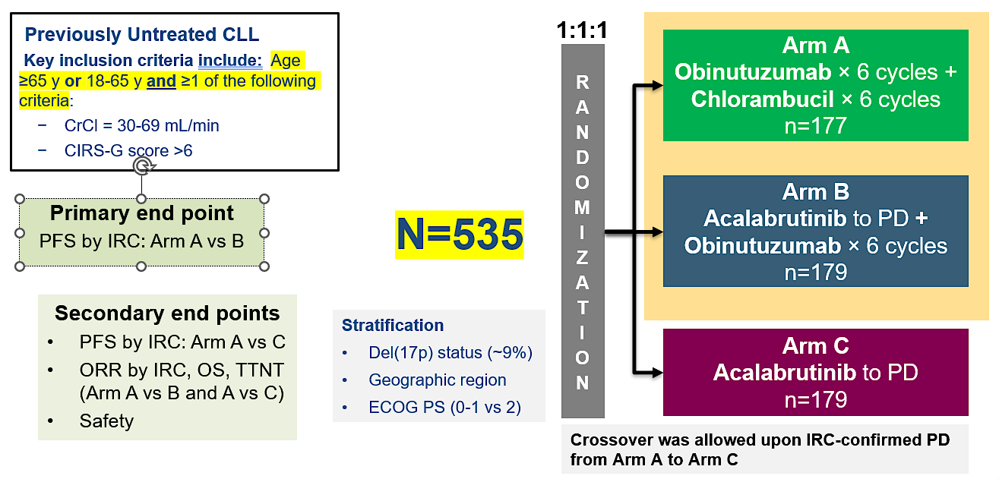 Previously Untreated CLL
Key inclusion criteria include: Age
≥65 y or 18-65 y and ≥1 of the following
criteria:
− CrCl = 30-69 mL/min
− CIRS-G score >6
Primary end point
PFS by IRC: Arm A vs B
Secondary end points
• PFS by IRC: Arm A vs C
• ORR by IRC, OS, TTNT
(Arm A vs B and A vs C)
• Safety
N=535
Stratification
• Del(17p) status (~9%)
• Geographic region
• ECOG PS (0-1 vs 2)
1:1:1
RANDOMIZATION
Arm A
Obinutuzumab × 6 cycles +
Chlorambucil × 6 cycles
n=177
Arm B
Acalabrutinib to PD +
Obinutuzumab × 6 cycles
n=179
Arm C
Acalabrutinib to PD
n=179
Crossover was allowed upon IRC-confirmed PD
from Arm A to Arm C